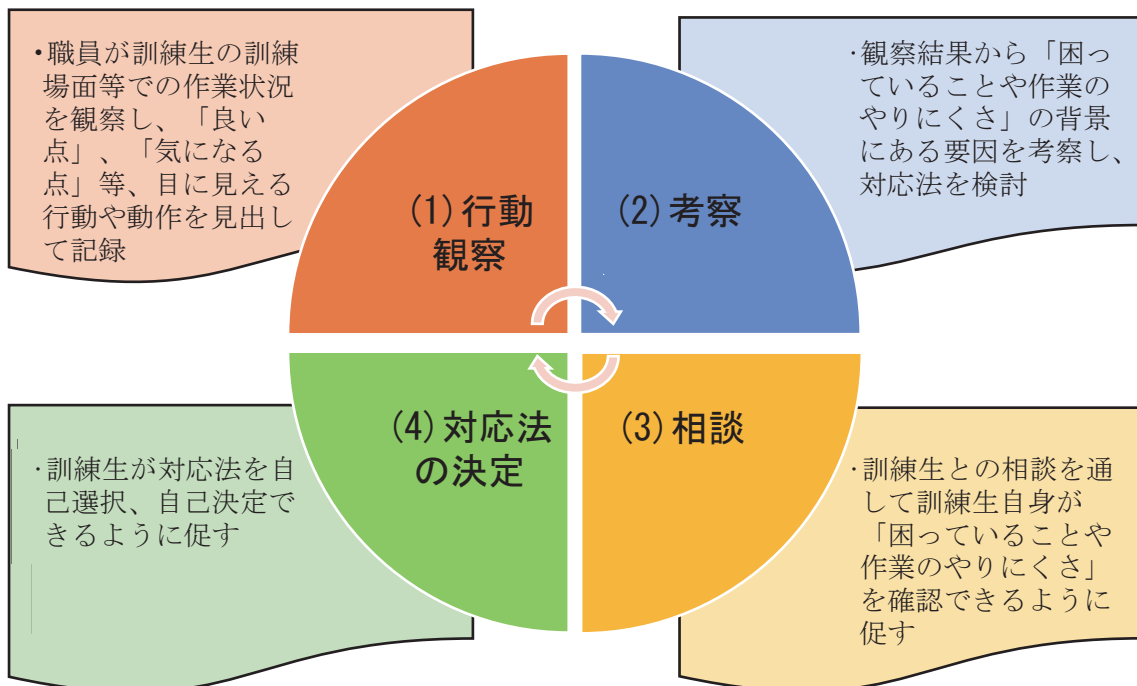 ・職員が訓練生の訓練
場面等での作業状況
を観察し、「良い
点」、「気になる
点」等、目に見える
行動や動作を見出し
て記録
(1)行動
観察
(2)考察
・観察結果から「困っ
ていることや作業の
やりにくさ」の背景
にある要因を考察し、
対応法を検討
(4)対応法
の決定
(3)相談
・訓練生が対応法を自
己選択、自己決定で
きるように促す
・訓練生との相談を通
して訓練生自身が
「困っていることや
作業のやりにくさ」
を確認できるように
促す